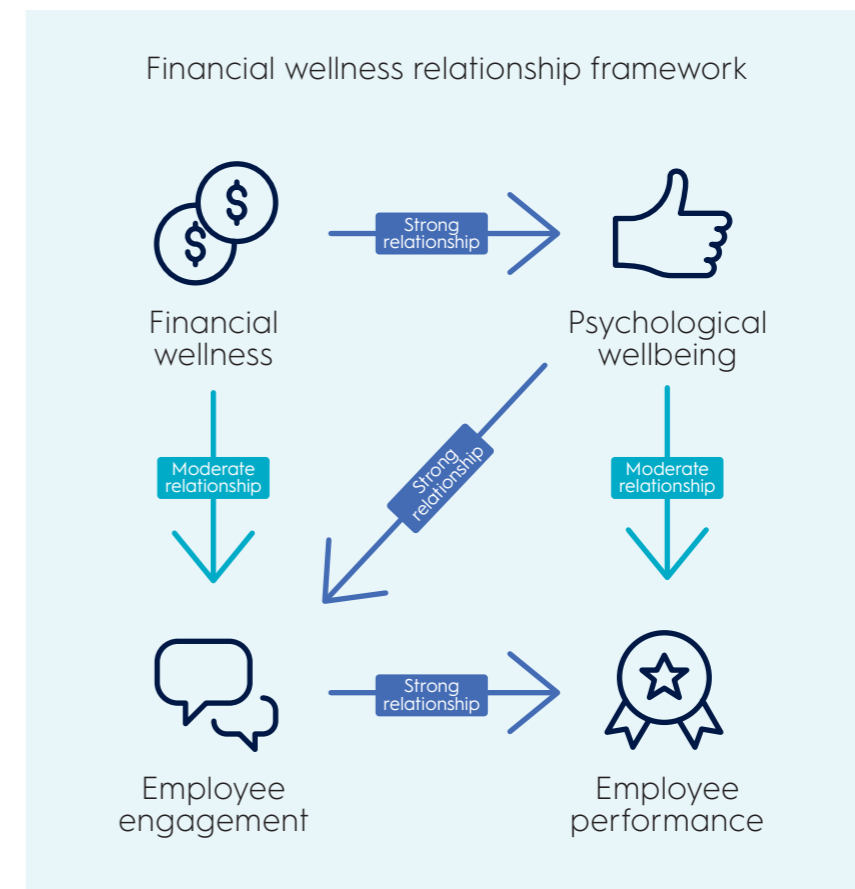 Financial wellness relationship framework
$
$
Strong
relationship
Financial
wellness
Psychological
wellbeing
Moderate
relationship
Strong
relationship
Moderate
relationship
Strong
relationship
Employee
engagement
Employee
performance